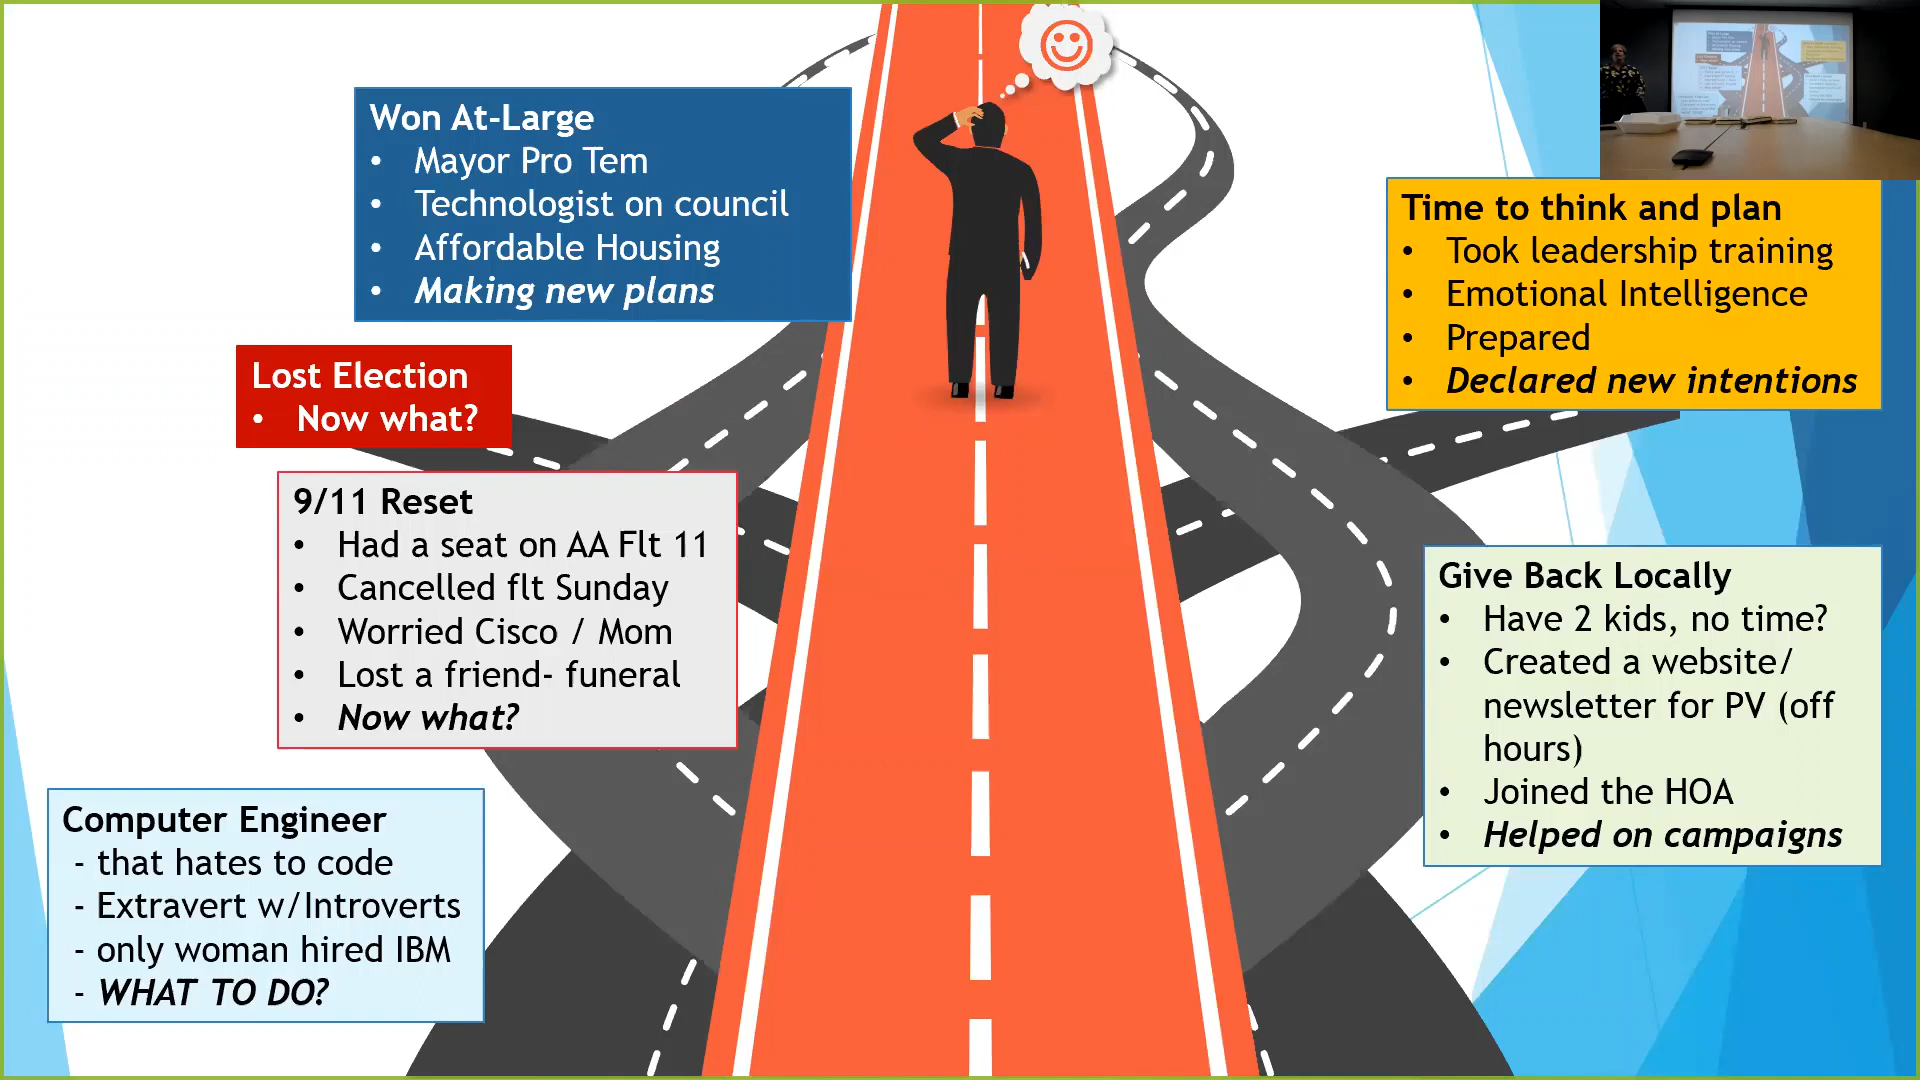 Won At-Large
• Mayor Pro Tem
• Technologist on council
• Affordable Housing
• Making new plans
Time to think and plan
• Took leadership training
• Emotional Intelligence
• Prepared
• Declared new intentions
Lost Election
• Now what?
9/11 Reset
• Had a seat on AA Flt 11
• Cancelled flt Sunday
• Worried Cisco / Mom
• Lost a friend- funeral
• Now what?
Give Back Locally
• Have 2 kids, no time?
• Created a website/
newsletter for PV (off
hours)
• Joined the HOA
• Helped on campaigns
Computer Engineer
- that hates to code
- Extravert w/Introverts
- only woman hired IBM
- WHAT TO DO?